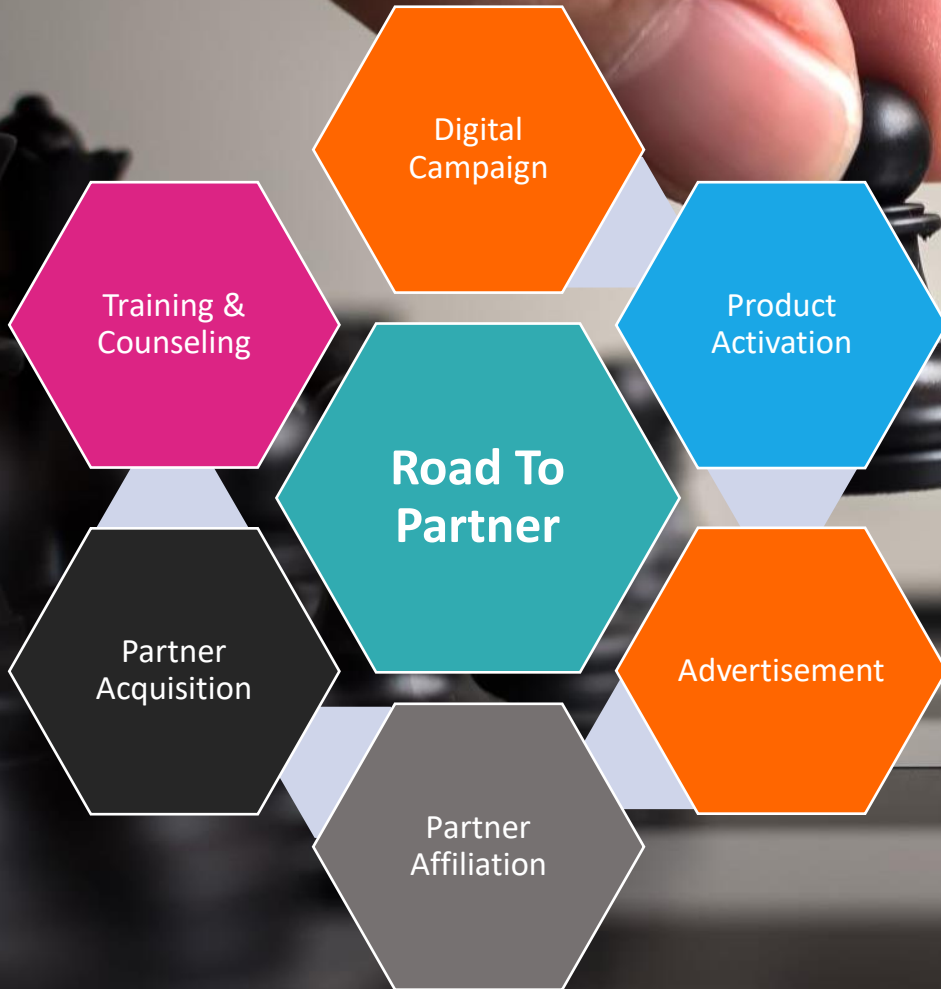 Digital
Campaign
Product
Activation
Advertisement
Partner
Affiliation
Partner
Acquisition
Training &
Counseling
Road To
Partner